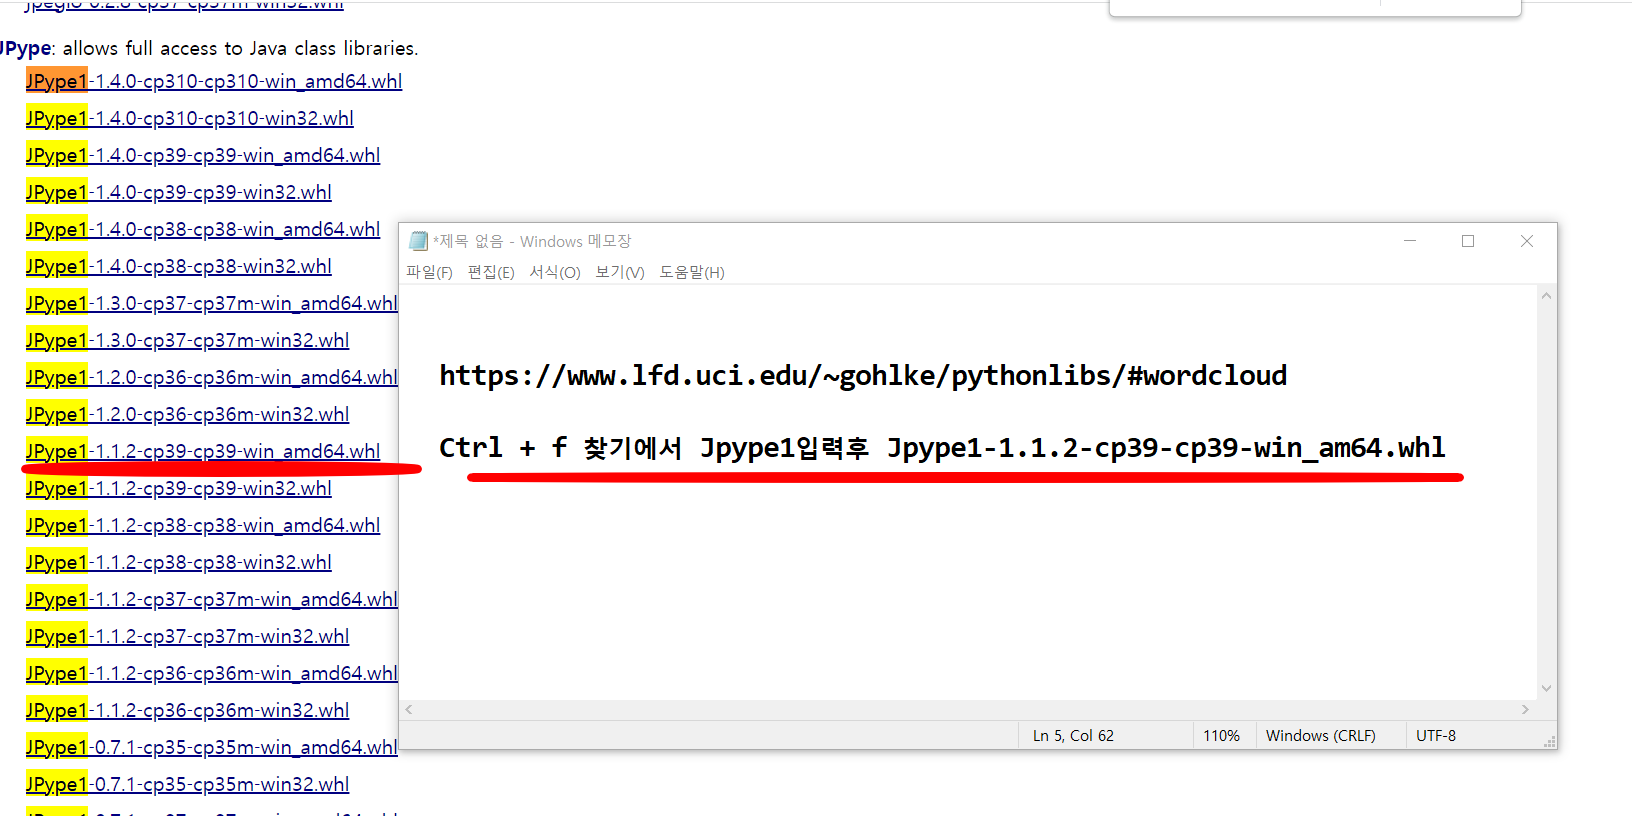 jpegio-0.2.8-cp37-cp37m-win32.whl
JPype: allows full access to Java class libraries.
JPype1-1.4.0-cp310-cp310-win_amd64.whl
JPype1-1.4.0-cp310-cp310-win32.whl
JPype1-1.4.0-cp39-cp39-win_amd64.whl
JPype1-1.4.0-cp39-cp39-win32.whl
JPype1-1.4.0-cp38-cp38-win_amd64.whl
JPype1-1.4.0-cp38-cp38-win32.whl
JPype1-1.3.0-cp37-cp37m-win_amd64.whl
JPype1-1.3.0-cp37-cp37m-win32.whl
JPype1-1.2.0-cp36-cp36m-win_amd64.whl
JPype1-1.2.0-cp36-cp36m-win32.whl
JPype1-1.1.2-cp39-cp39-win_amd64.whl
JPype1-1.1.2-cp39-cp39-win32.whl
JPype1-1.1.2-cp38-cp38-win_amd64.whl
JPype1-1.1.2-cp38-cp38-win32.whl
JPype1-1.1.2-cp37-cp37m-win_amd64.whl
JPype1-1.1.2-cp37-cp37m-win32.whl
JPype1-1.1.2-cp36-cp36m-win_amd64.whl
JPype1-1.1.2-cp36-cp36m-win32.whl
JPype1-0.7.1-cp35-cp35m-win_amd64.whl
JPype1-0.7.1-cp35-cp35m-win32.whl
*제목 없음 - Windows 메모장
파일(F) 편집(E) 서식(O) 보기(V) 도움말(H)
https://www.lfd.uci.edu/~gohlke/pythonlibs/#wordcloud
Ctrl + f 찾기에서 Jpype1입력후 Jpype1-1.1.2-cp39-cp39-win_am64.whl
Ln 5, Col 62 110% Windows (CRLF) UTF-8